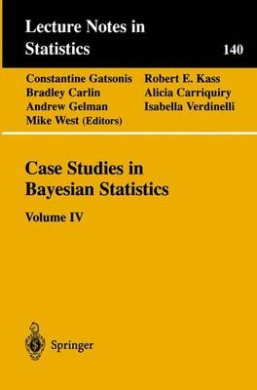 Lecture Notes in
Statistics 140
Constantine Gatsonis Robert E. Kass
Bradley Carlin Alicia Carriquiry
Andrew Gelman Isabella Verdinelli
Mike West (Editors)
Case Studies in
Bayesian Statistics
Volume IV
Springer